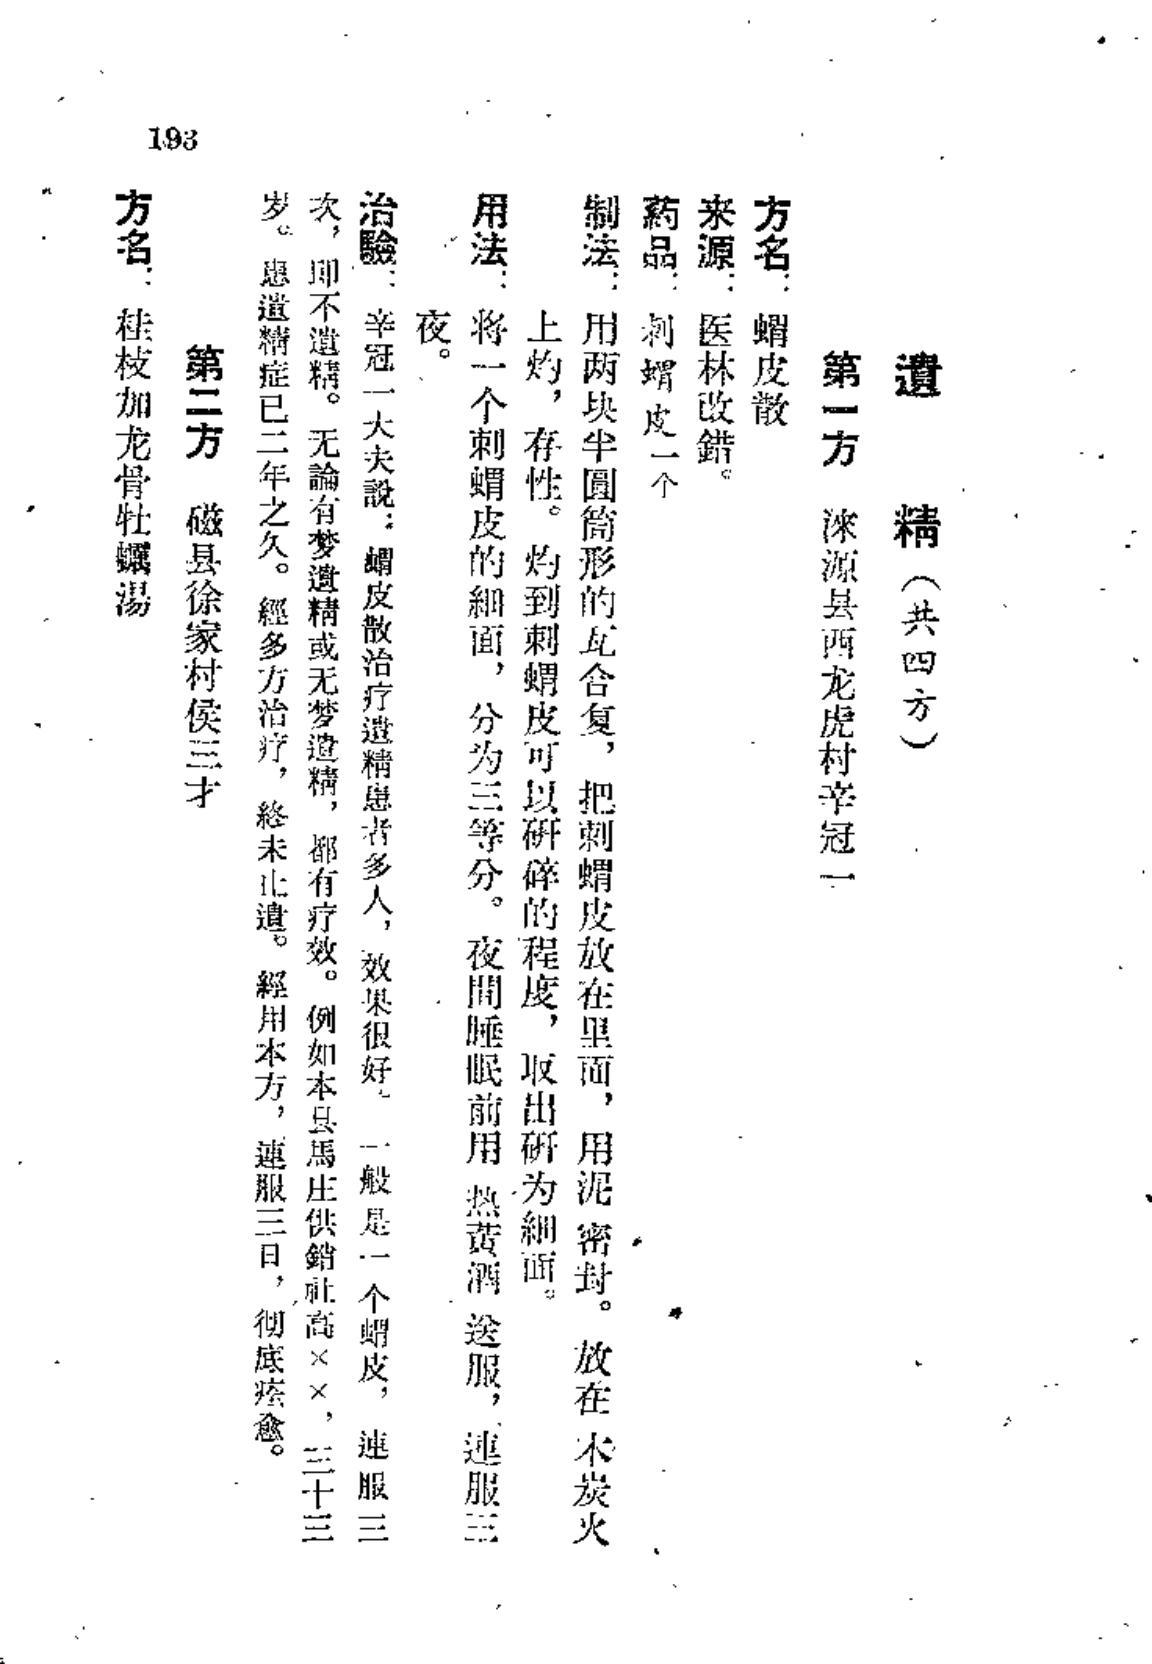 遺　精（共四方）
第一方　淶源县西龙虎村辛冠一
方名：蝟皮散
来源：医林改錯。
葯品：刺蝟皮一个
制法：用两块半圓筒形的瓦合复，把刺蝟皮放在里面，用泥密封。放在木炭火
上灼，存性。灼到刺蝟皮可以研碎的程度，取出研为細面。
用法：将一个刺蝟皮的細面，分为三等分。夜間睡眠前用热黄酒送服，連服三
夜。
治驗：辛冠一大夫說：蝟皮散治疗遺精患者多人，效果很好。一般是一个蝟皮，連服三
次，即不遺精。无論有梦遺精或无梦遺精，都有疗效。例如本县馬庄供銷社高××，三十三
岁。患遺精症已二年之久。經多方治疗，終未止遺。經用本方，連服三日，彻底痊愈。
第二方　磁县徐家村侯三才
方名：桂枝加龙骨牡蠣湯
193